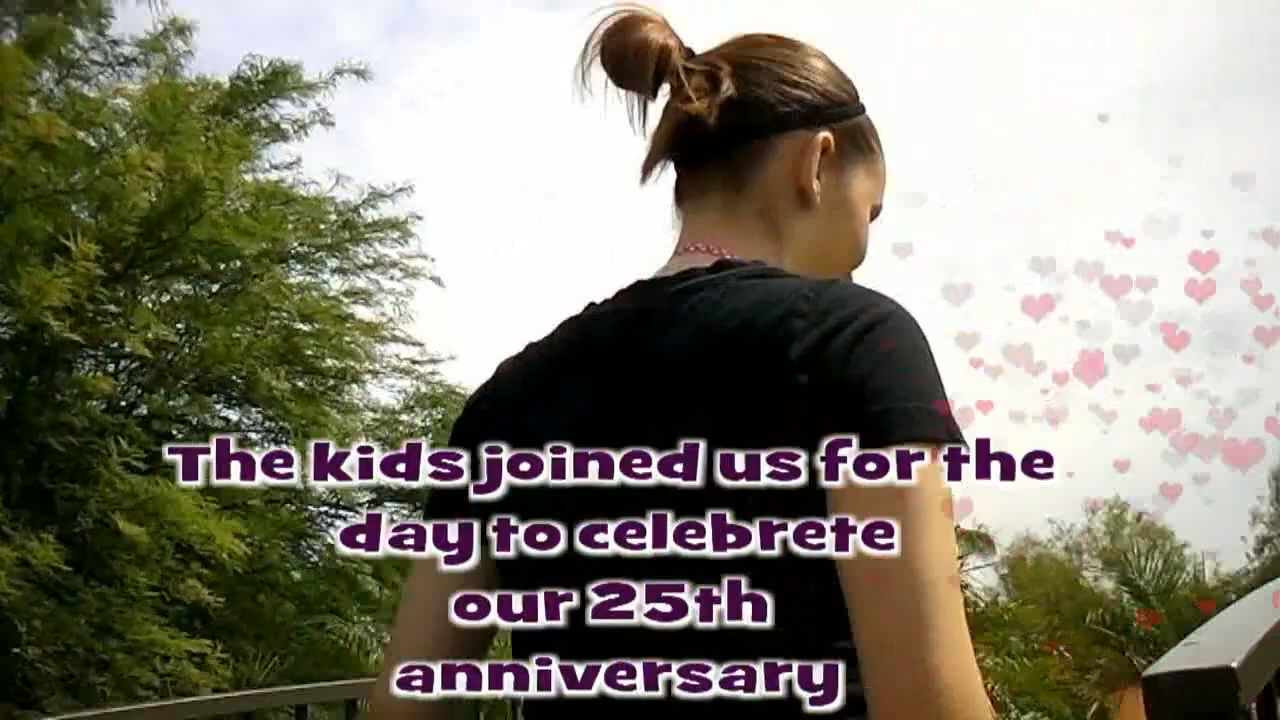 The kids joined us for the
day to celebrete
our 25th
anniversary